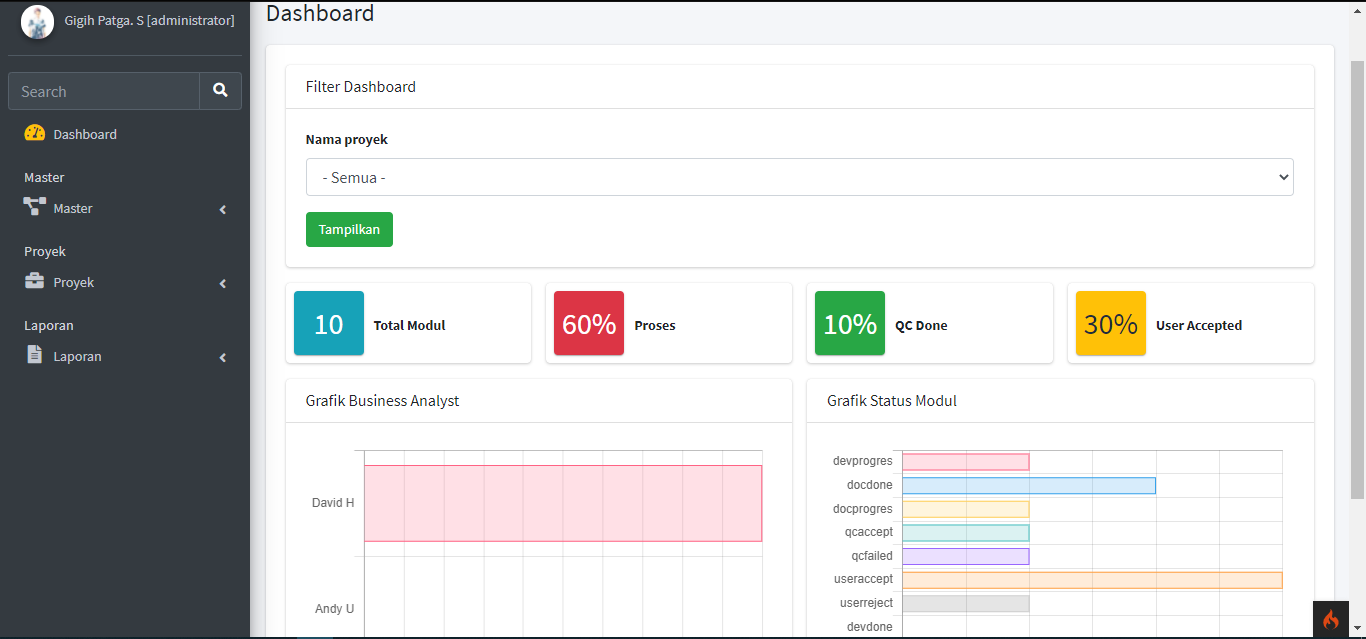 Gigih Patga. S [administrator]
Search
Dashboard
Master
Master
Proyek
Proyek
Laporan
Laporan
Dashboard
Filter Dashboard
Nama proyek
- Semua -
Tampilkan
10 Total Modul
60% Proses
10% QC Done
30% User Accepted
Grafik Business Analyst
David H
Andy U
Grafik Status Modul
devprogres
docdone
docprogres
qcaccept
qcfailed
useraccept
userreject
devdone